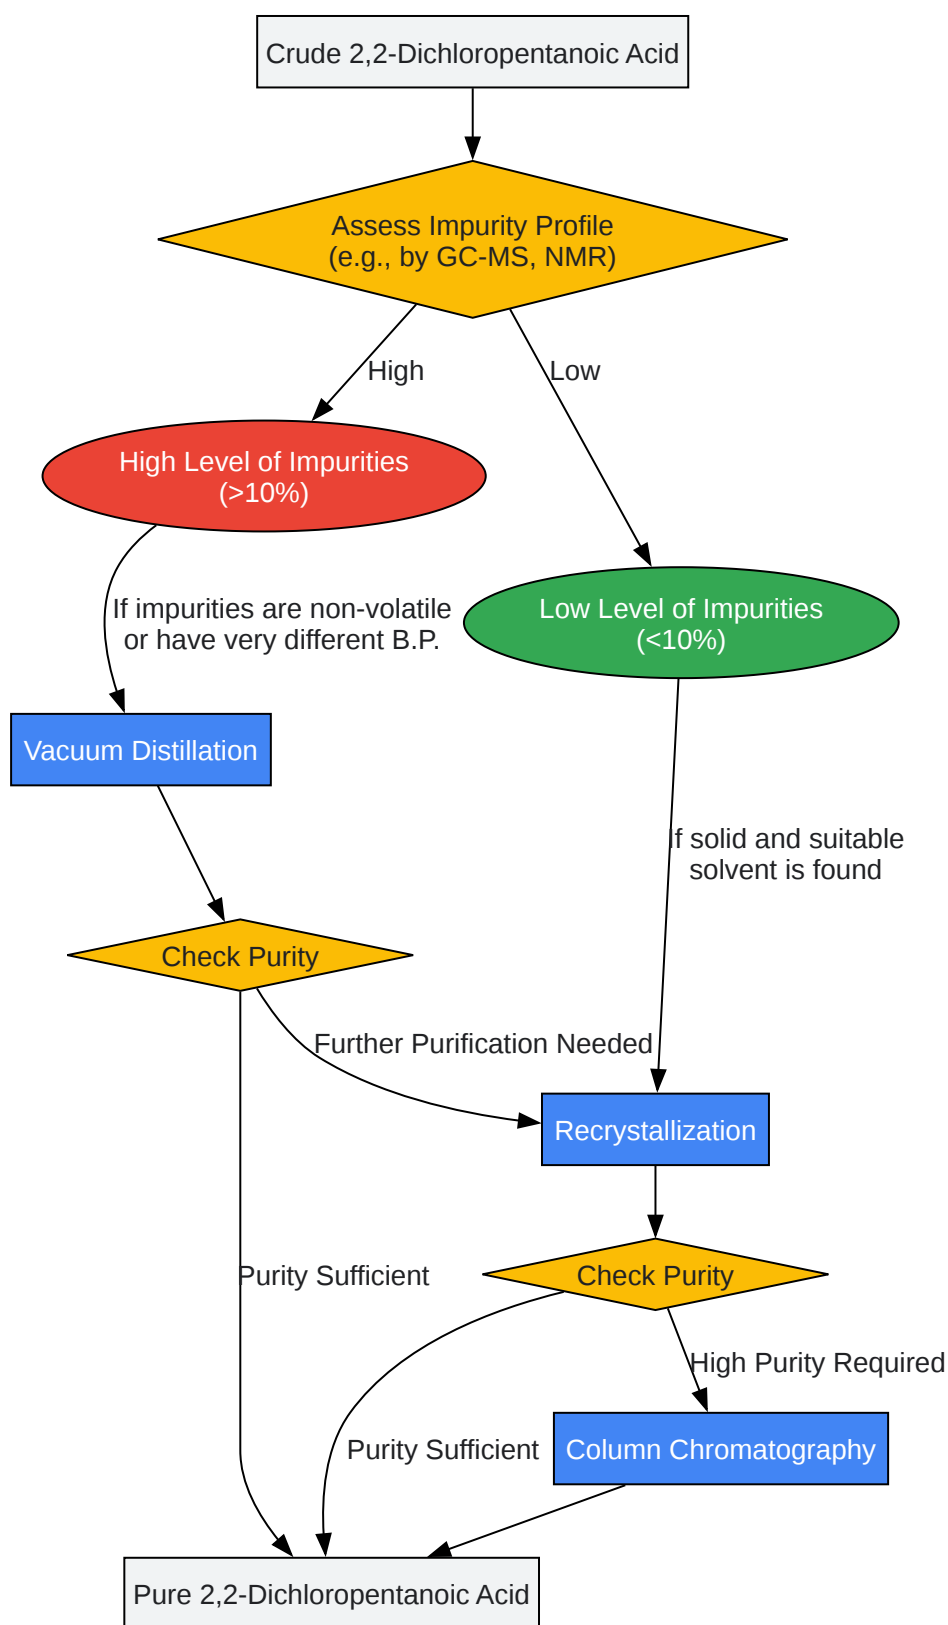 Crude 2,2-Dichloropentanoic Acid
Assess Impurity Profile
(e.g., by GC-MS, NMR)
High
Low
High Level of Impurities
(>10%)
If impurities are non-volatile
or have very different B.P.
Low Level of Impurities
(<10%)
Vacuum Distillation
If solid and suitable
solvent is found
Check Purity
Further Purification Needed
Recrystallization
Purity Sufficient
Check Purity
High Purity Required
Purity Sufficient
Column Chromatography
Pure 2,2-Dichloropentanoic Acid